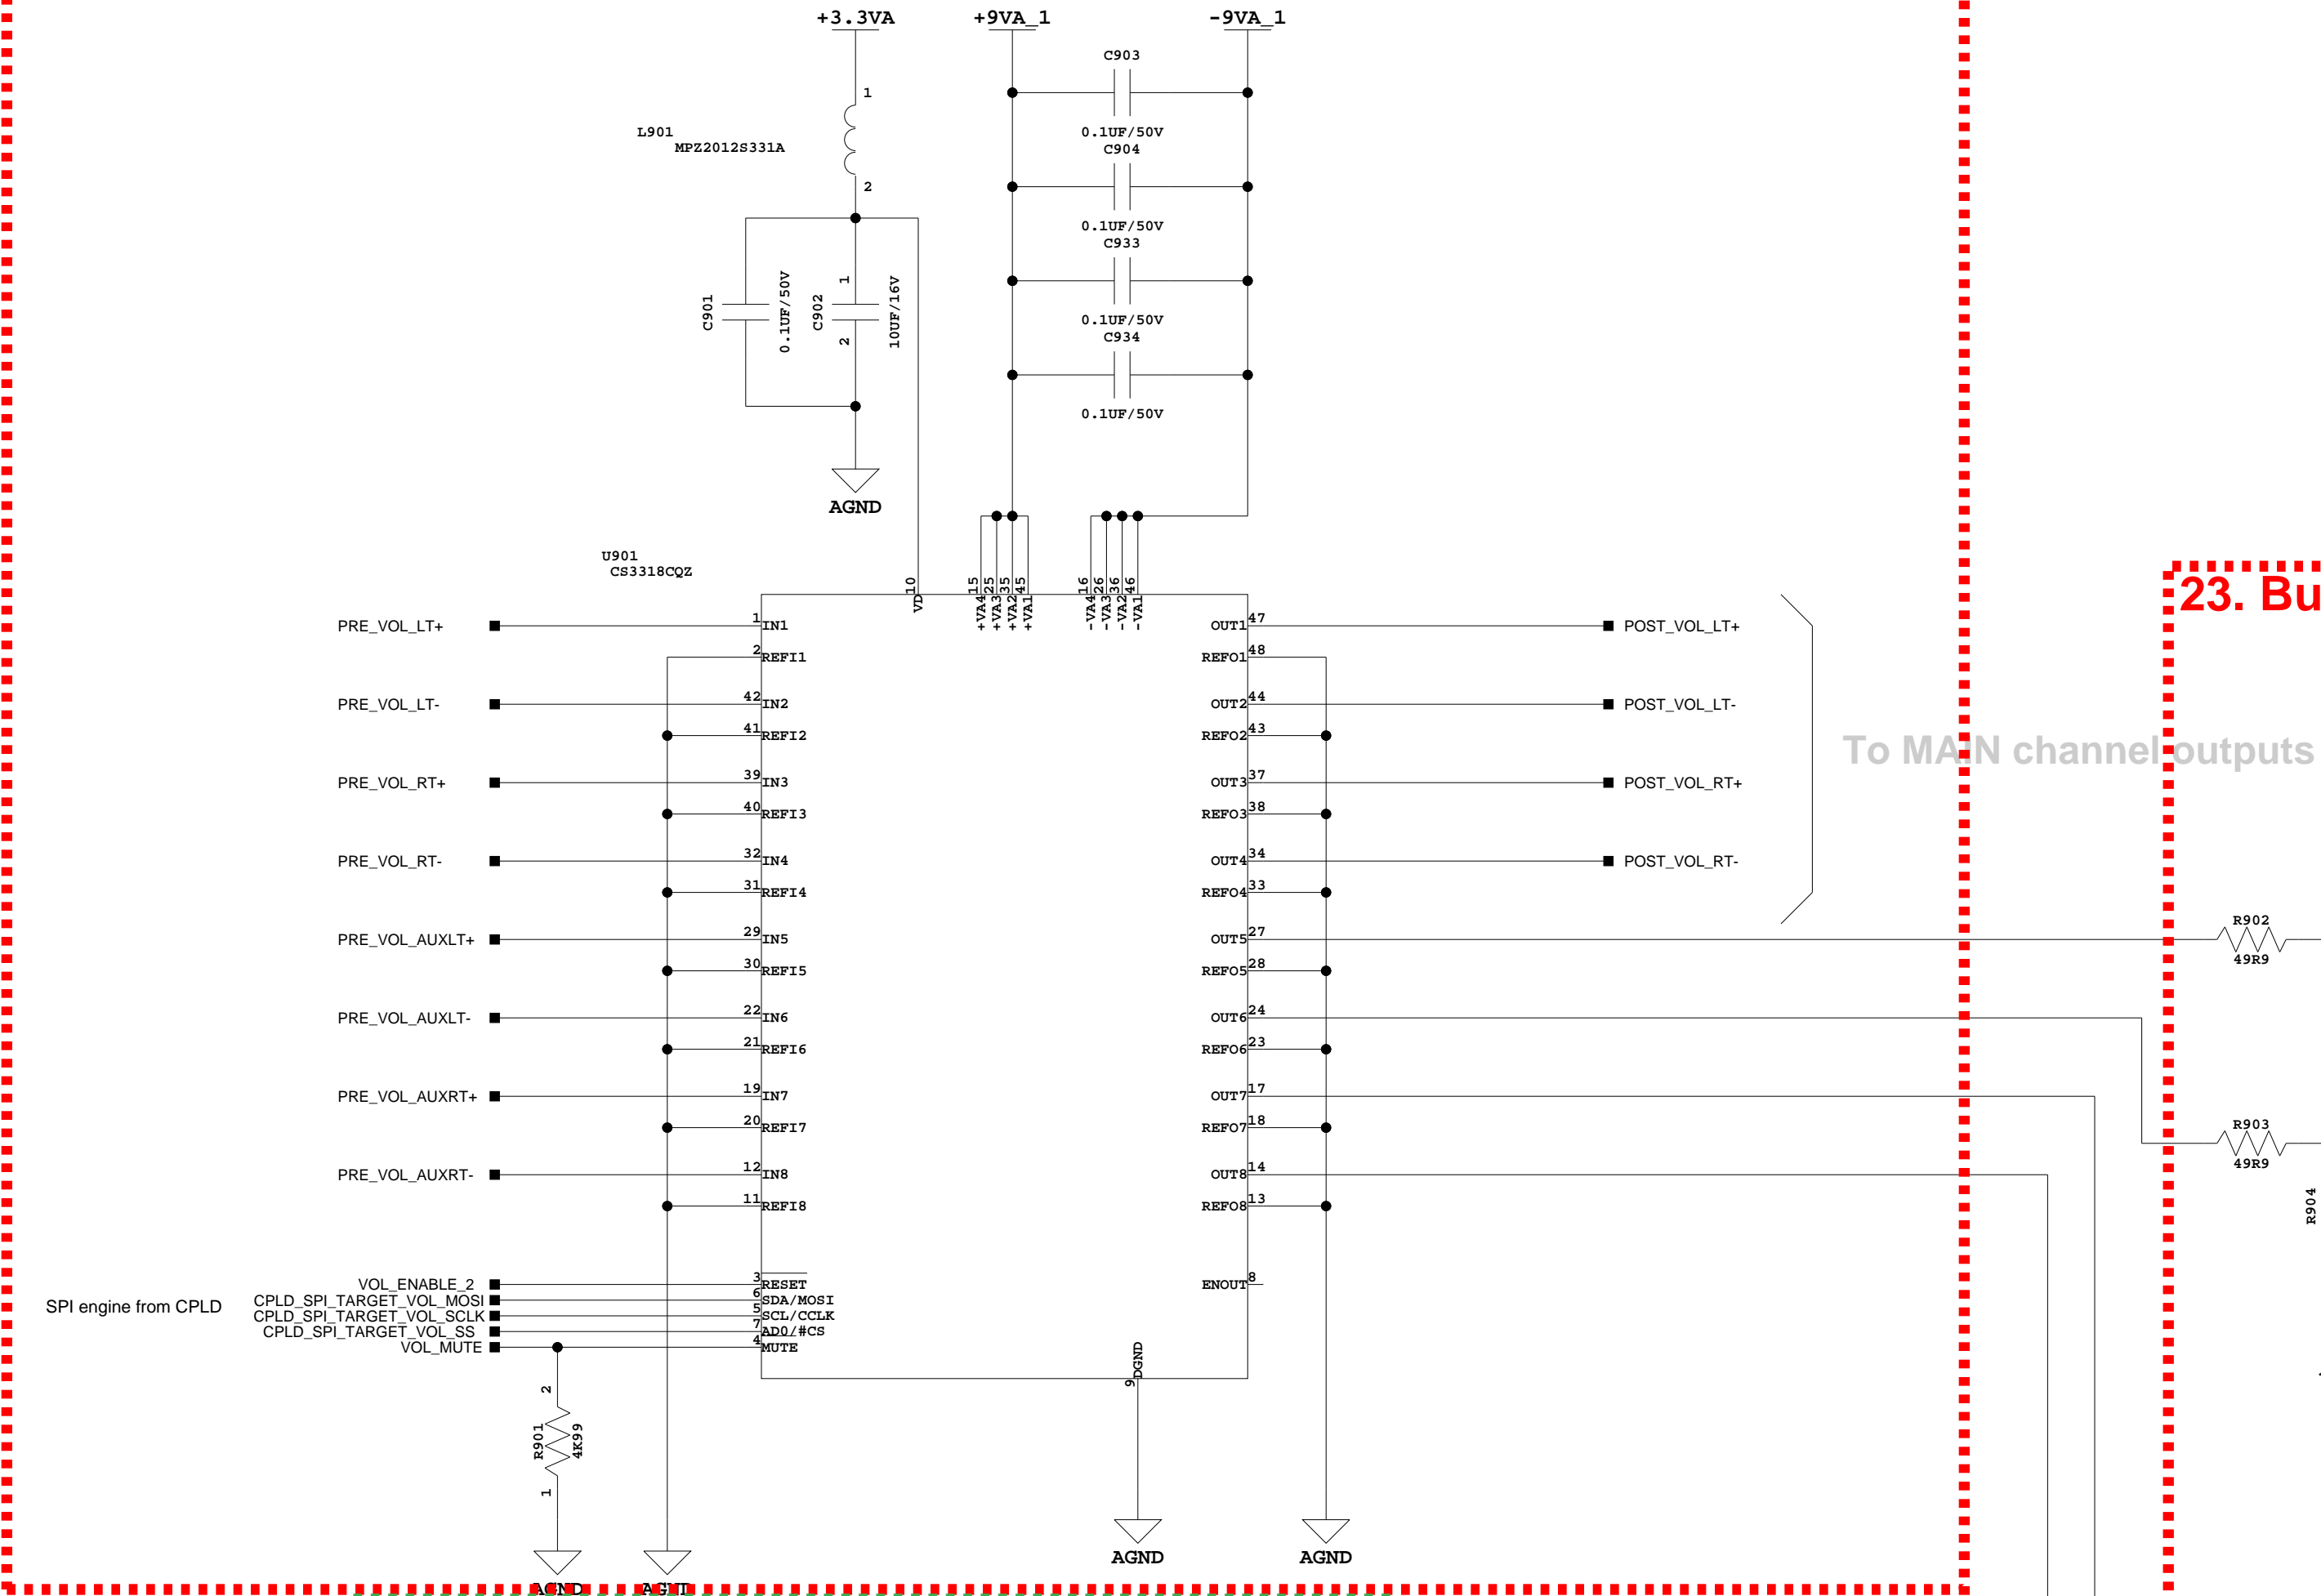 +3.3VA +9VA_1 -9VA_1
C903
1
0.1UF/50V
L901
MPZ2012S331A
C904
2
0.1UF/50V
C933
C901
0.1UF/50V
C902
1
2
10UF/16V
0.1UF/50V
C934
0.1UF/50V
AGND
U901
CS3318CQZ
10 15 25 35 45 16 26 36 46
VD +VA4 +VA3 +VA2 +VA1 -VA4 -VA3 -VA2 -VA1
23. Bu
PRE_VOL_LT+ 1 IN1 OUT1 47 POST_VOL_LT+
2 REFI1 REFO1 48
PRE_VOL_LT- 42 IN2 OUT2 44 POST_VOL_LT-
41 REFI2 REFO2 43
To MAIN channel outputs
PRE_VOL_RT+ 39 IN3 OUT3 37 POST_VOL_RT+
40 REFI3 REFO3 38
PRE_VOL_RT- 32 IN4 OUT4 34 POST_VOL_RT-
31 REFI4 REFO4 33
R902
PRE_VOL_AUXLT+ 29 IN5 OUT5 27
49R9
30 REFI5 REFO5 28
PRE_VOL_AUXLT- 22 IN6 OUT6 24
21 REFI6 REFO6 23
PRE_VOL_AUXRT+ 19 IN7 OUT7 17
20 REFI7 REFO7 18
R903
49R9
PRE_VOL_AUXRT- 12 IN8 OUT8 14
11 REFI8 REFO8 13
R904
VOL_ENABLE_2 3 RESET ENOUT 8
SPI engine from CPLD
CPLD_SPI_TARGET_VOL_MOSI 6 SDA/MOSI
CPLD_SPI_TARGET_VOL_SCLK 5 SCL/CCLK
CPLD_SPI_TARGET_VOL_SS 7 AD0/#CS
VOL_MUTE 4 MUTE
9 DGND
2
R901
4K99
1
AGND AGND
AGND AGND